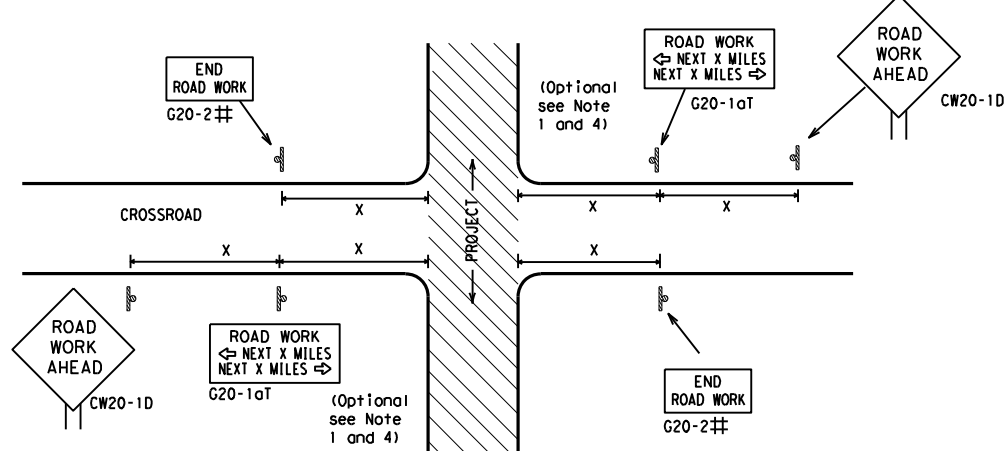 ROAD
WORK
AHEAD
CW20-1D
ROAD WORK
⇦ NEXT X MILES
NEXT X MILES ⇨
G20-1aT
(Optional
see Note
1 and 4)
END
ROAD WORK
G20-2#
X
X
X
CROSSROAD
PROJECT
X
X
X
ROAD
WORK
AHEAD
CW20-1D
ROAD WORK
⇦ NEXT X MILES
NEXT X MILES ⇨
G20-1aT
(Optional
see Note
1 and 4)
END
ROAD WORK
G20-2#